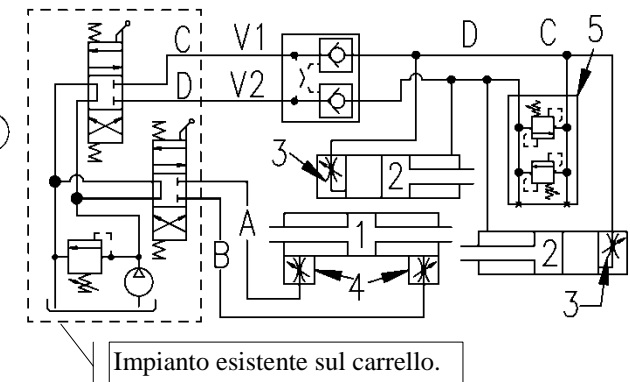 C V1 D C 5
D V2
3 2
A 1
B 4 2
3
Impianto esistente sul carrello.